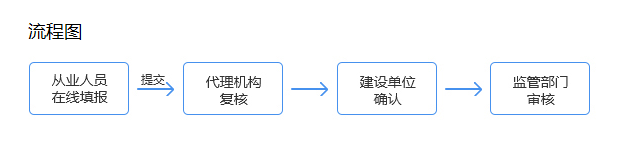 流程图
从业人员
在线填报
提交
代理机构
复核
建设单位
确认
监管部门
审核